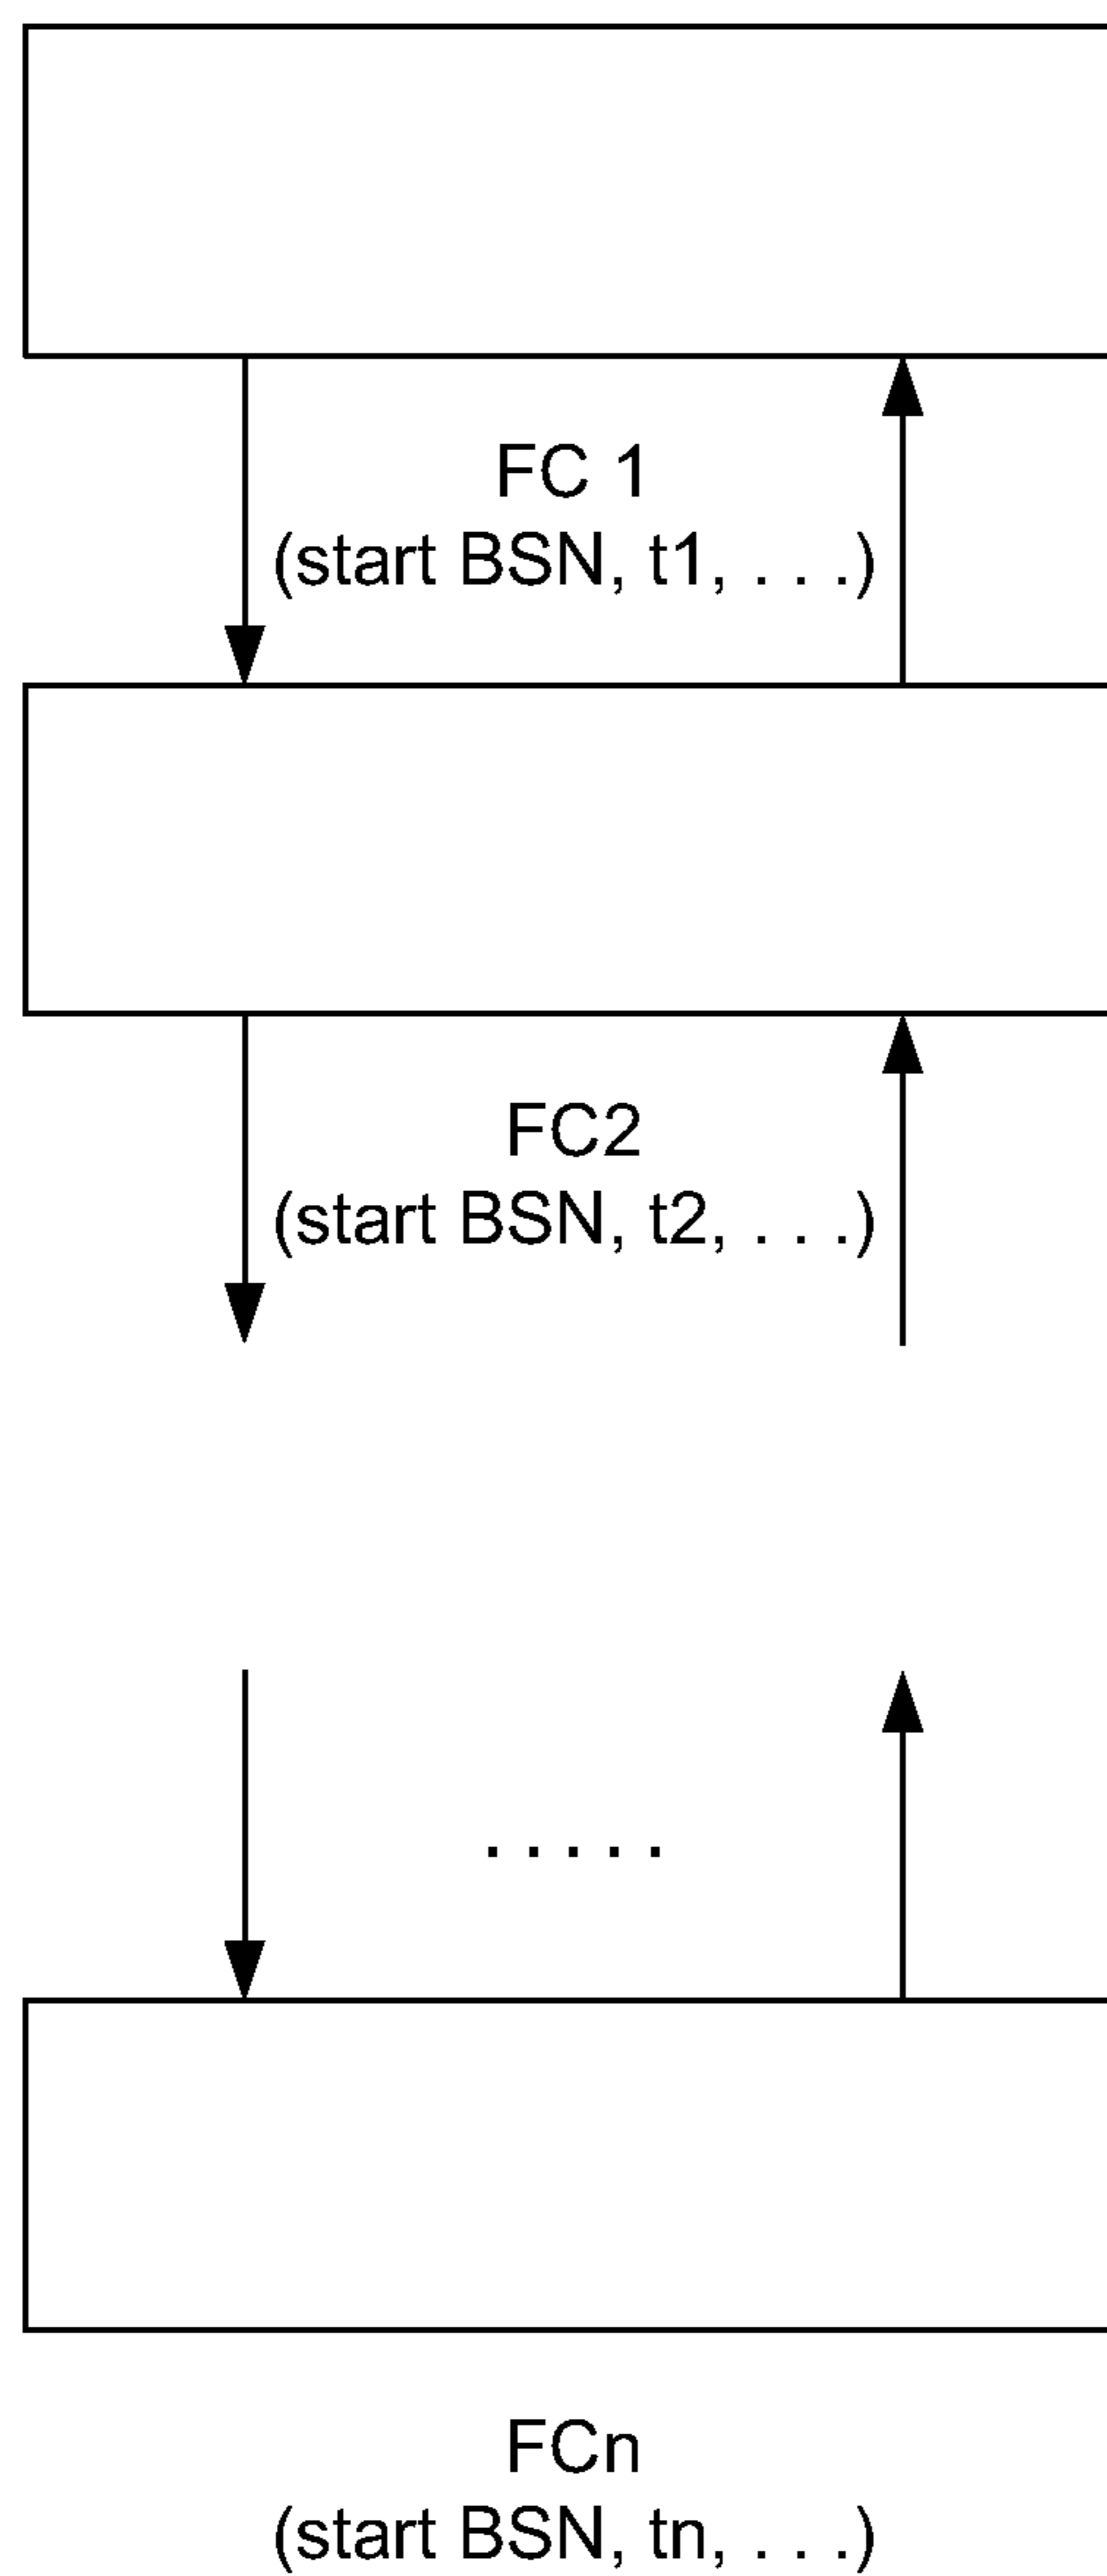 FC 1
(start BSN, t1, . . .)
FC2
(start BSN, t2, . . .)
. . . . .
FCn
(start BSN, tn, . . .)